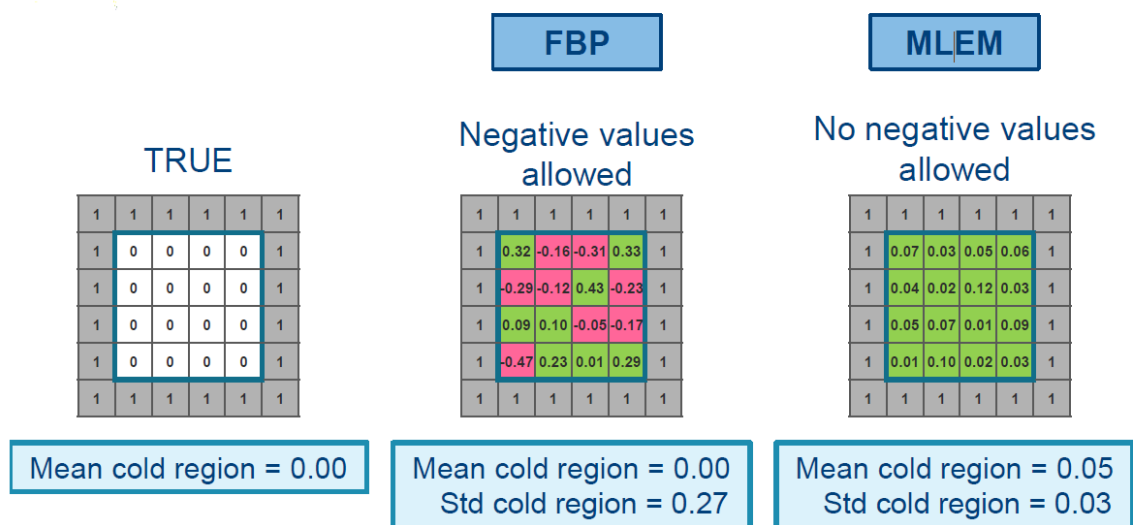 FBP
MLEM
TRUE
Negative values
allowed
No negative values
allowed
1 1 1 1 1 1
1 0 0 0 0 1
1 0 0 0 0 1
1 0 0 0 0 1
1 0 0 0 0 1
1 1 1 1 1 1
1 1 1 1 1 1
1 0.32 -0.16 -0.31 0.33 1
1 -0.29 -0.12 0.43 -0.23 1
1 0.09 0.10 -0.05 -0.17 1
1 -0.47 0.23 0.01 0.29 1
1 1 1 1 1 1
1 1 1 1 1 1
1 0.07 0.03 0.05 0.06 1
1 0.04 0.02 0.12 0.03 1
1 0.05 0.07 0.01 0.09 1
1 0.01 0.10 0.02 0.03 1
1 1 1 1 1 1
Mean cold region = 0.00
Mean cold region = 0.00
Std cold region = 0.27
Mean cold region = 0.05
Std cold region = 0.03